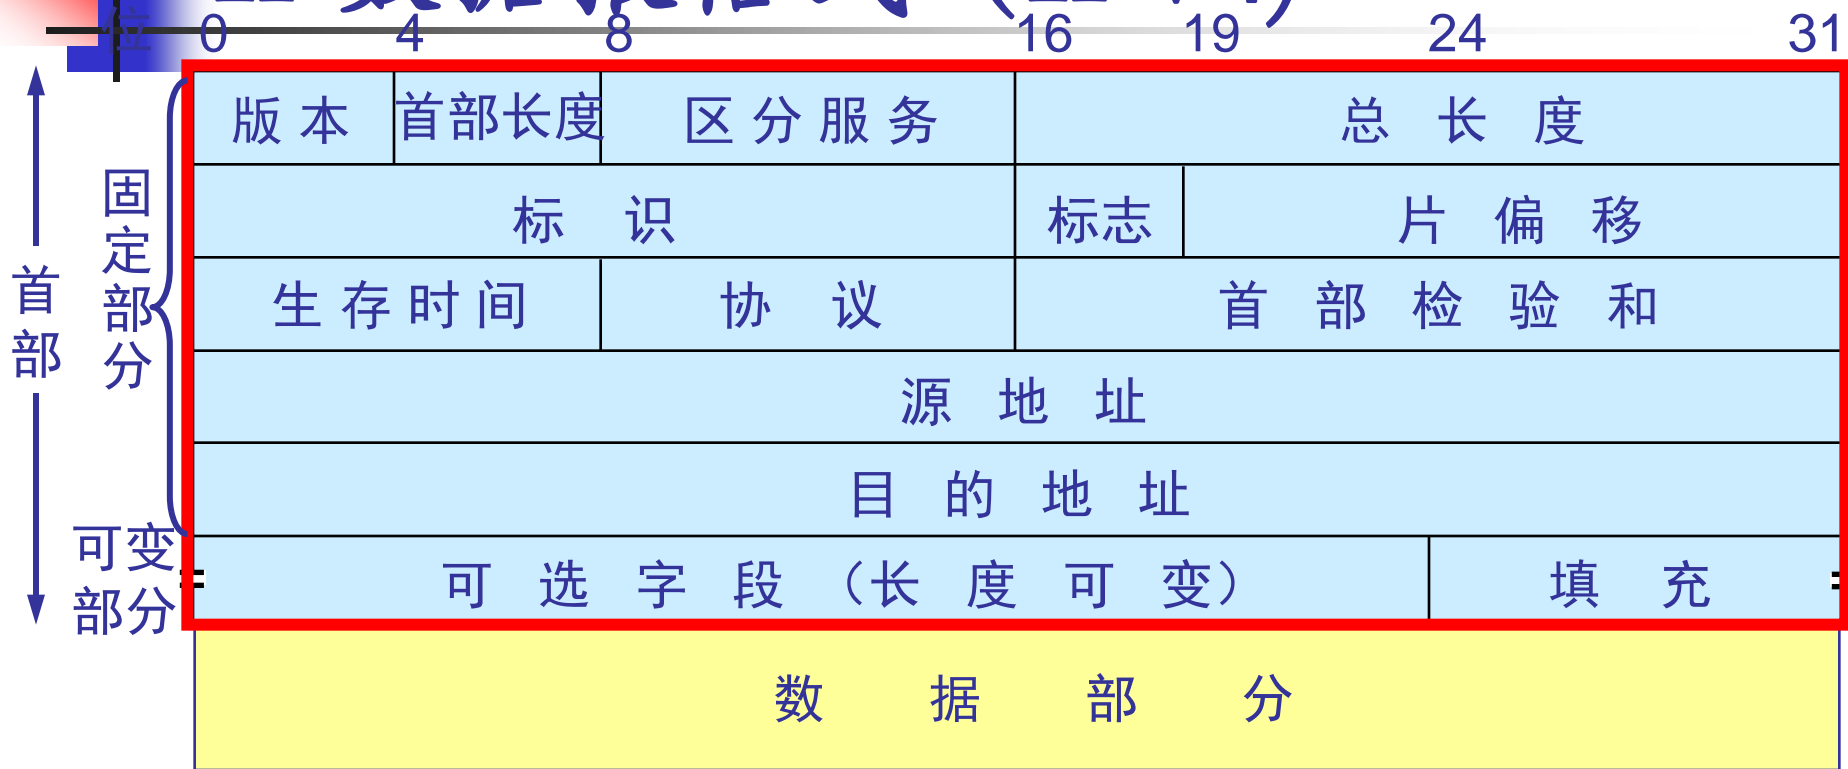 位 0 4 8 16 19 24 31
版本 首部长度 区分服务 总长度
标识 标志 片偏移
生存时间 协议 首部检验和
源地址
目的地址
可选字段（长度可变） 填充
数据部分
首部
固定部分
可变
部分